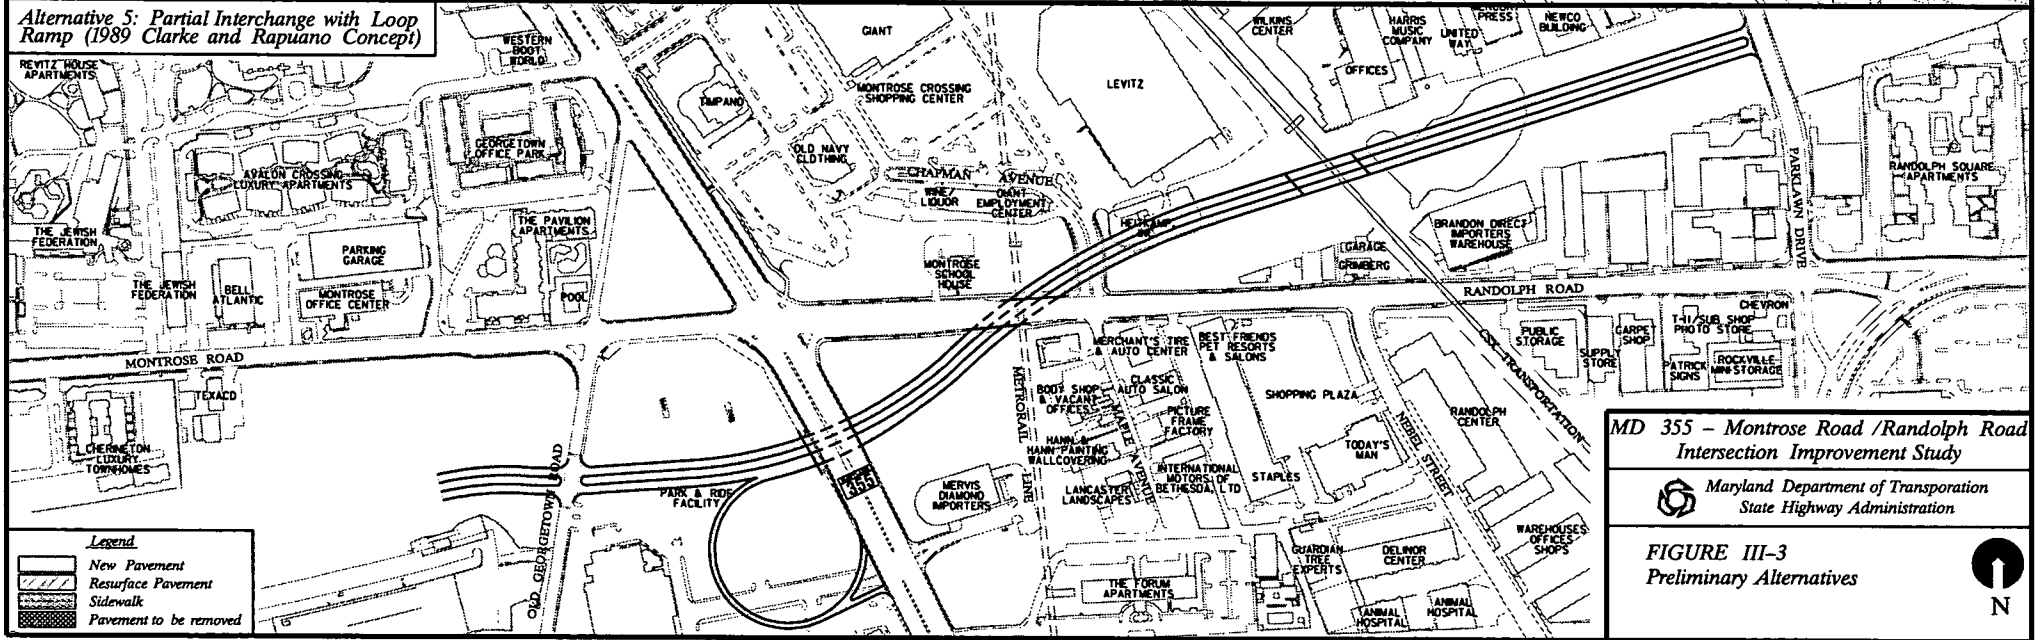 Alternative 5: Partial Interchange with Loop
Ramp (1989 Clarke and Rapuano Concept)
REVITZ HOUSE
APARTMENTS
WESTERN
BOOT
WORLD
GIANT
WILKINS
CENTER
HARRIS
MUSIC
COMPANY
UNITED
WAY
PRESS
NEWCO
BUILDING
OFFICES
LEVITZ
TIMPANO
MONTROSE CROSSING
SHOPPING CENTER
GEORGETOWN
OFFICE PARK
OLD NAVY
CLOTHING
AVALON CROSSING
LUXURY APARTMENTS
CHAPMAN AVENUE
WINE/
LIQUOR
GIANT
EMPLOYMENT
CENTER
PARKLAWN DRIVE
RANDOLPH SQUARE
APARTMENTS
THE JEWISH
FEDERATION
THE PAVILION
APARTMENTS
PARKING
GARAGE
BRANDON DIRECT
IMPORTERS
WAREHOUSE
GARAGE
GRIMBERG
MONTROSE
SCHOOL
HOUSE
THE JEWISH
FEDERATION
BELL
ATLANTIC
MONTROSE
OFFICE CENTER
POOL
RANDOLPH ROAD
CHEVRON
T-11/SUB SHOP
PHOTO STORE
PUBLIC
STORAGE
CARPET
SHOP
SUPPLY
STORE
PATRICK
SIGNS
ROCKVILLE
MINI-STORAGE
MONTROSE ROAD
MERCHANT'S TIRE
& AUTO CENTER
BEST FRIENDS
PET RESORTS
& SALONS
CSX TRANSPORTATION
METRORAIL LINE
BODY SHOP
& VACANT
OFFICES
CLASSIC
AUTO SALON
MAPLE AVENUE
PICTURE
FRAME
FACTORY
SHOPPING PLAZA
NEBEL STREET
RANDOLPH
CENTER
TEXACO
CHERINGTON
LUXURY
TOWNHOMES
HANN &
HANN PAINTING
WALLCOVERING
TODAY'S
MAN
INTERNATIONAL
MOTORS OF
BETHESDA, LTD
STAPLES
LANCASTER
LANDSCAPES
MERVIS
DIAMOND
IMPORTERS
355
PARK & RIDE
FACILITY
OLD GEORGETOWN ROAD
WAREHOUSES
OFFICES
SHOPS
GUARDIAN
TREE
EXPERTS
DELINOR
CENTER
THE FORUM
APARTMENTS
ANIMAL
HOSPITAL
ANIMAL
HOSPITAL
Legend
New Pavement
Resurface Pavement
Sidewalk
Pavement to be removed
MD 355 - Montrose Road /Randolph Road
Intersection Improvement Study
Maryland Department of Transporation
State Highway Administration
FIGURE III-3
Preliminary Alternatives
N